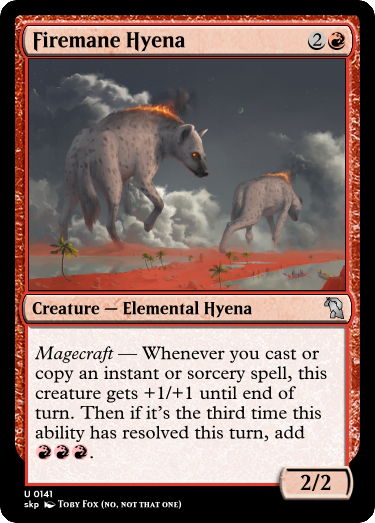 Firemane Hyena 2
Creature — Elemental Hyena
Magecraft — Whenever you cast or
copy an instant or sorcery spell, this
creature gets +1/+1 until end of
turn. Then if it's the third time this
ability has resolved this turn, add
.
2/2
U 0141
skp Toby Fox (no, not that one)